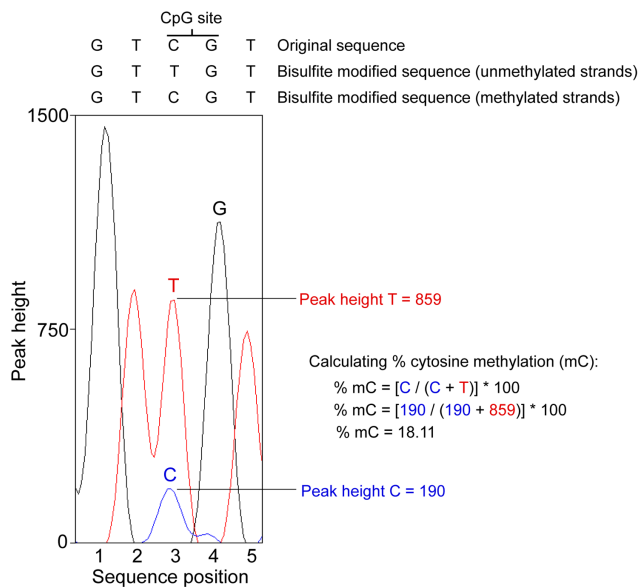 CpG site
G T C G T Original sequence
G T T G T Bisulfite modified sequence (unmethylated strands)
G T C G T Bisulfite modified sequence (methylated strands)
1500
G
T
Peak height T = 859
750
Peak height
Calculating % cytosine methylation (mC):
% mC = [C / (C + T)] * 100
% mC = [190 / (190 + 859)] * 100
% mC = 18.11
C
Peak height C = 190
0
1 2 3 4 5
Sequence position